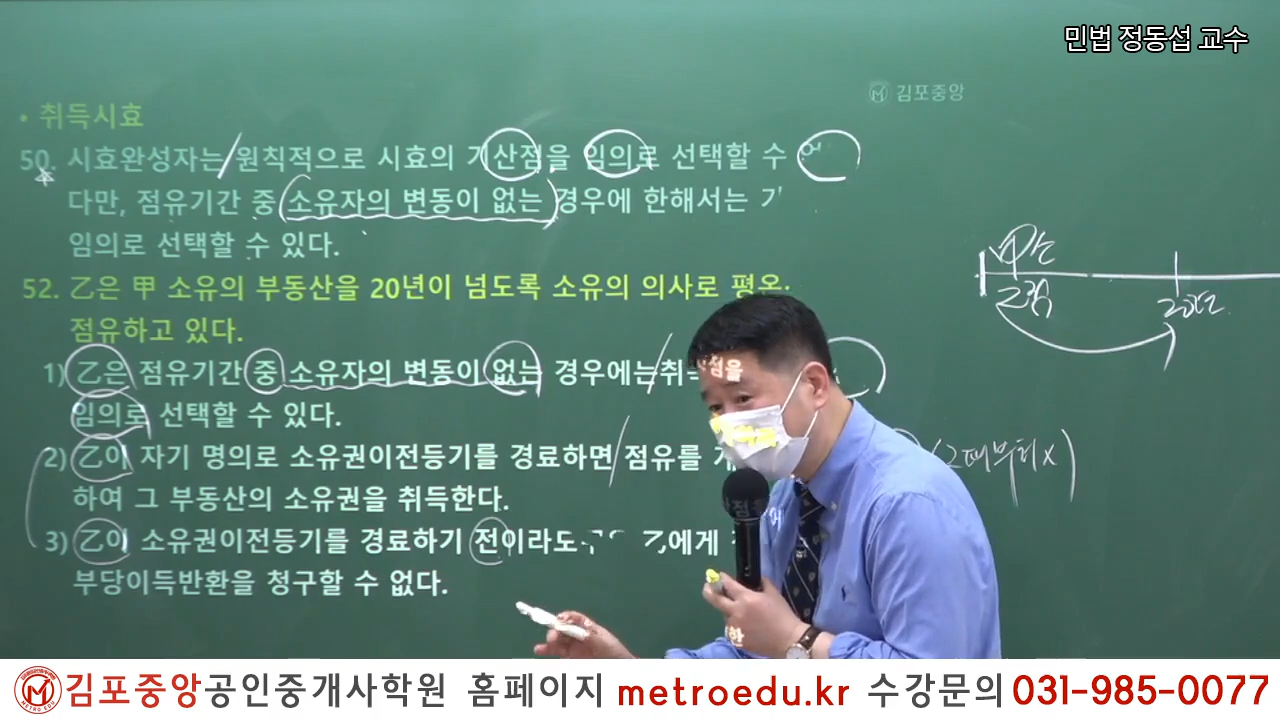 민법 정동섭 교수
김포중앙
• 취득시효
50. 시효완성자는 원칙적으로 시효의 기산점을 임의로 선택할 수
다만, 점유기간 중 소유자의 변동이 없는 경우에 한해서는
임의로 선택할 수 있다.
52. 乙은 甲 소유의 부동산을 20년이 넘도록 소유의 의사로 평온·
점유하고 있다.
1) 乙은 점유기간 중 소유자의 변동이 없는 경우에는
임의로 선택할 수 있다.
2) 乙이 자기 명의로 소유권이전등기를 경료하면 점유를
하여 그 부동산의 소유권을 취득한다.
3) 乙이 소유권이전등기를 경료하기 전이라도 乙에게
부당이득반환을 청구할 수 없다.
김포중앙공인중개사학원 홈페이지 metroedu.kr 수강문의 031-985-0077